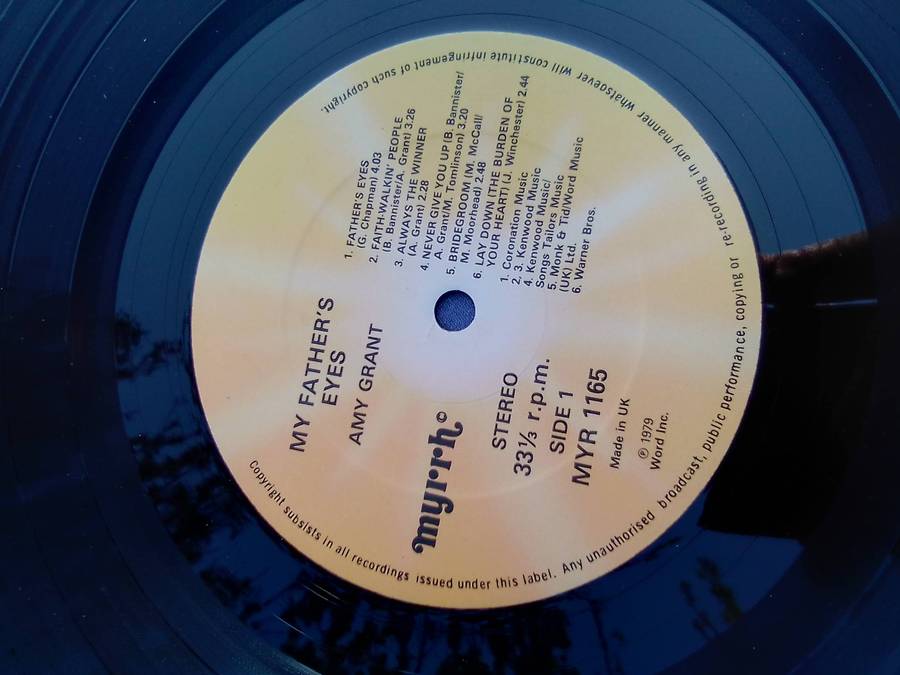 MY FATHER'S
EYES
AMY GRANT
myrrh©
STEREO
33⅓ r.p.m.
SIDE 1
MYR 1165
Made in UK
℗ 1979
Word Inc.
1. FATHER'S EYES
(G. Chapman) 4.03
2. FAITH-WALKIN' PEOPLE
(B. Bannister/A. Grant) 3.26
3. ALWAYS THE WINNER
(A. Grant) 2.28
4. NEVER GIVE YOU UP (B. Bannister/
A. Grant/M. Tomlinson) 3.20
5. BRIDEGROOM (M. McCall/
M. Moorhead) 2.48
6. LAY DOWN (THE BURDEN OF
YOUR HEART) (J. Winchester) 2.44
1. Coronation Music
2, 3. Kenwood Music
4. Kenwood Music/
Songs Tailors Music
5. Monk & Tid/Word Music
(UK) Ltd.
6. Warner Bros.
Copyright subsists in all recordings issued under this label. Any unauthorised broadcast, public performance, copying or re-recording in any manner whatsoever will constitute infringement of such copyright.